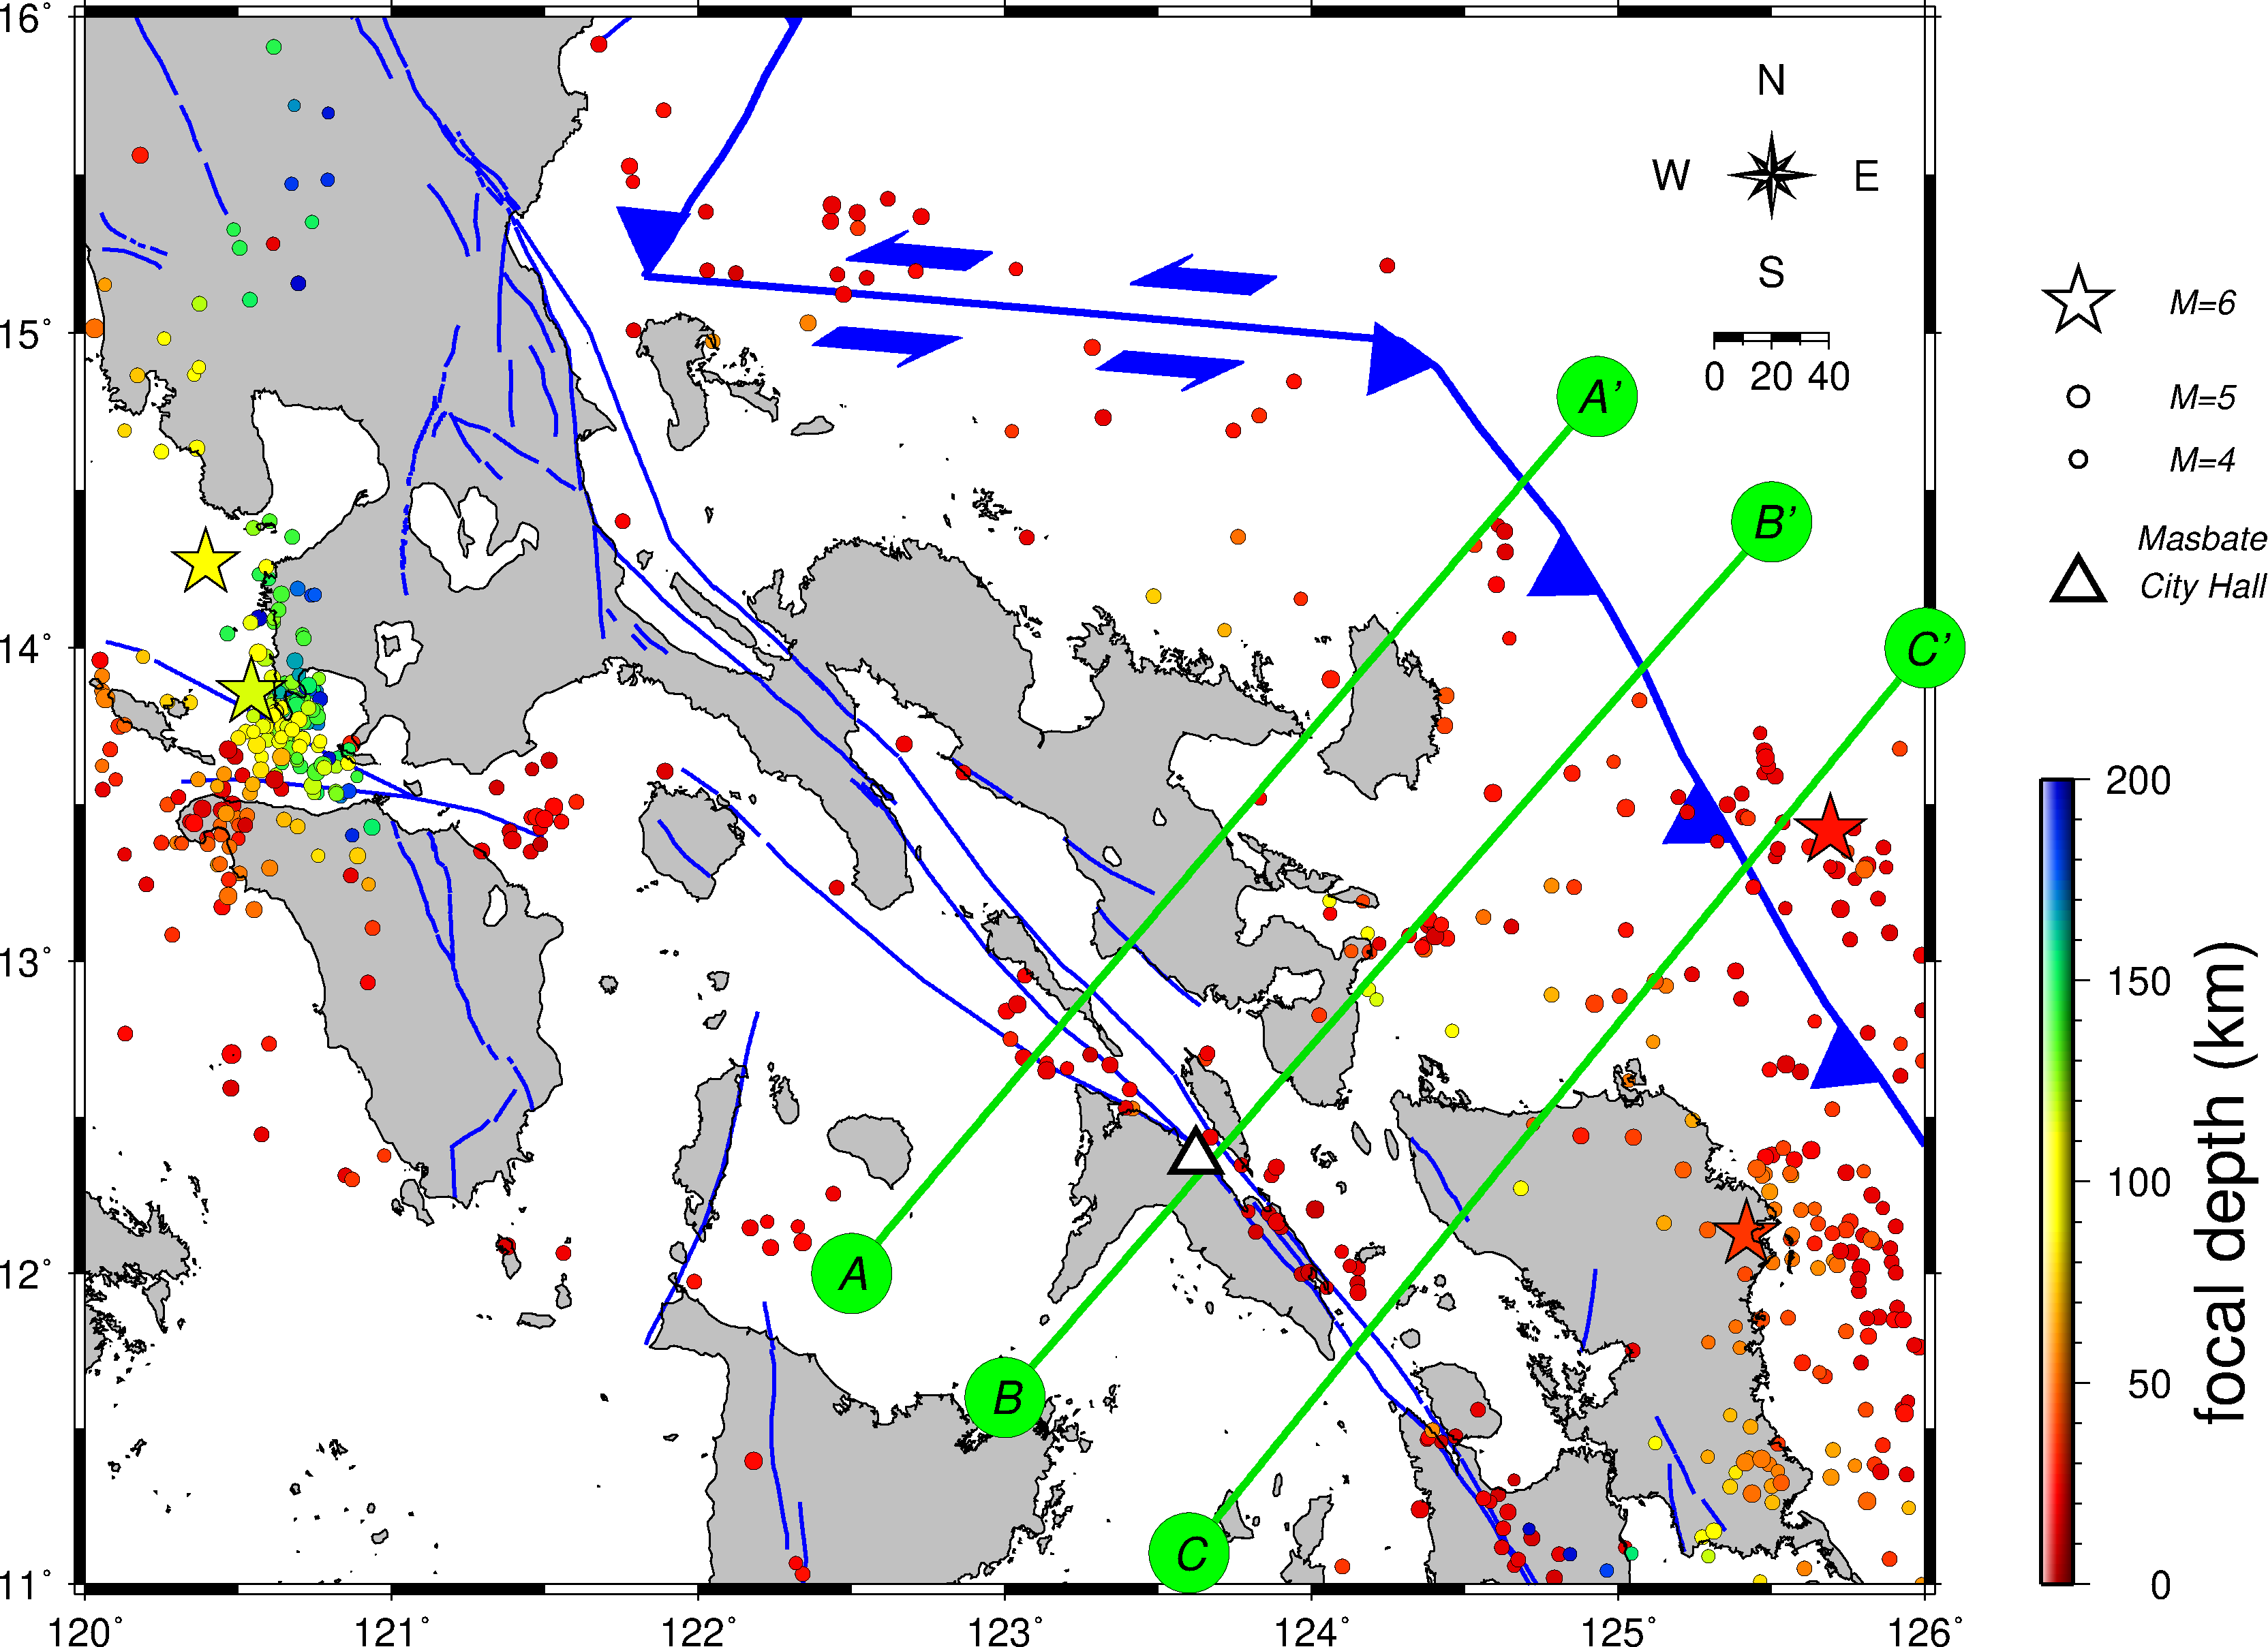 16°
15°
14°
13°
12°
11°
120°
121°
122°
123°
124°
125°
126°
N
W
E
S
0 20 40
A'
B'
C'
A
B
C
M=6
M=5
M=4
Masbate
City Hall
200
150
100
50
0
focal depth (km)